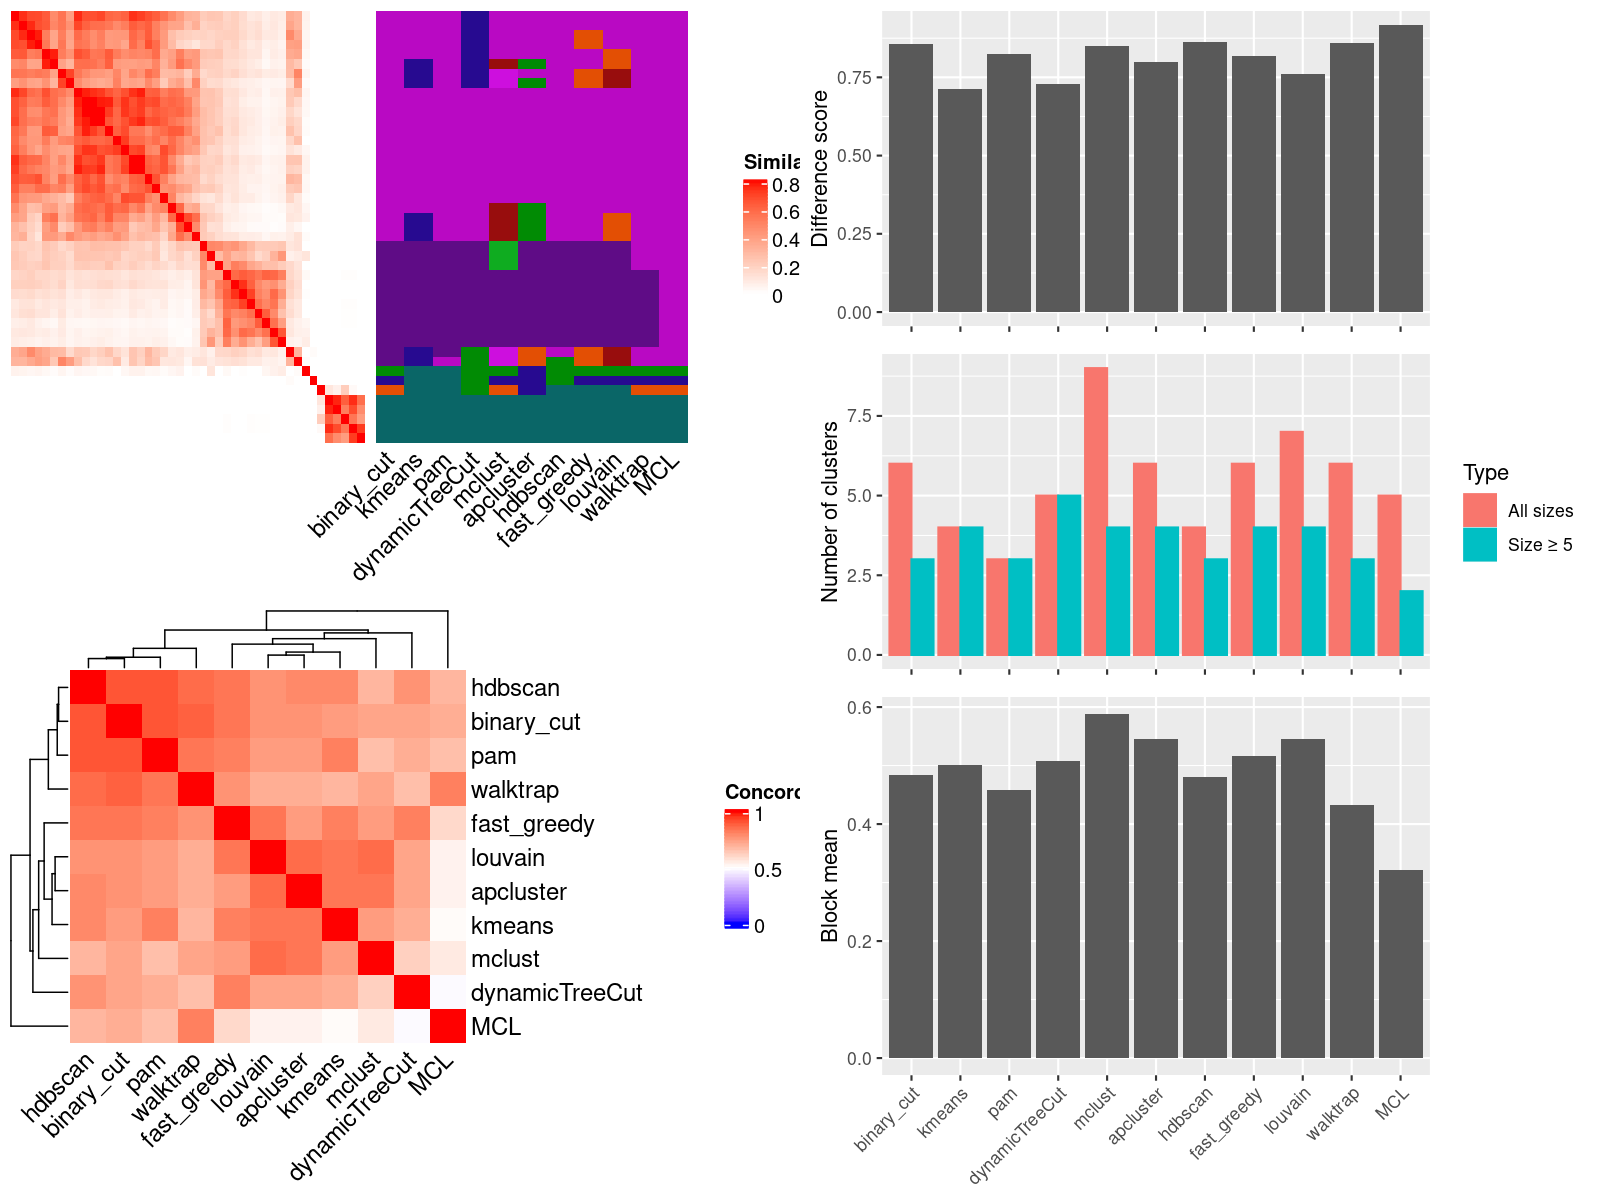 Simila
0.8
0.6
0.4
0.2
0
binary_cut
kmeans
pam
dynamicTreeCut
mclust
apcluster
hdbscan
fast_greedy
louvain
walktrap
MCL
Difference score
0.75
0.50
0.25
0.00
Number of clusters
7.5
5.0
2.5
0.0
Type
All sizes
Size ≥ 5
hdbscan
binary_cut
pam
walktrap
fast_greedy
louvain
apcluster
kmeans
mclust
dynamicTreeCut
MCL
hdbscan
binary_cut
pam
walktrap
fast_greedy
louvain
apcluster
kmeans
mclust
dynamicTreeCut
MCL
Concord
1
0.5
0
Block mean
0.6
0.4
0.2
0.0
binary_cut
kmeans
pam
dynamicTreeCut
mclust
apcluster
hdbscan
fast_greedy
louvain
walktrap
MCL